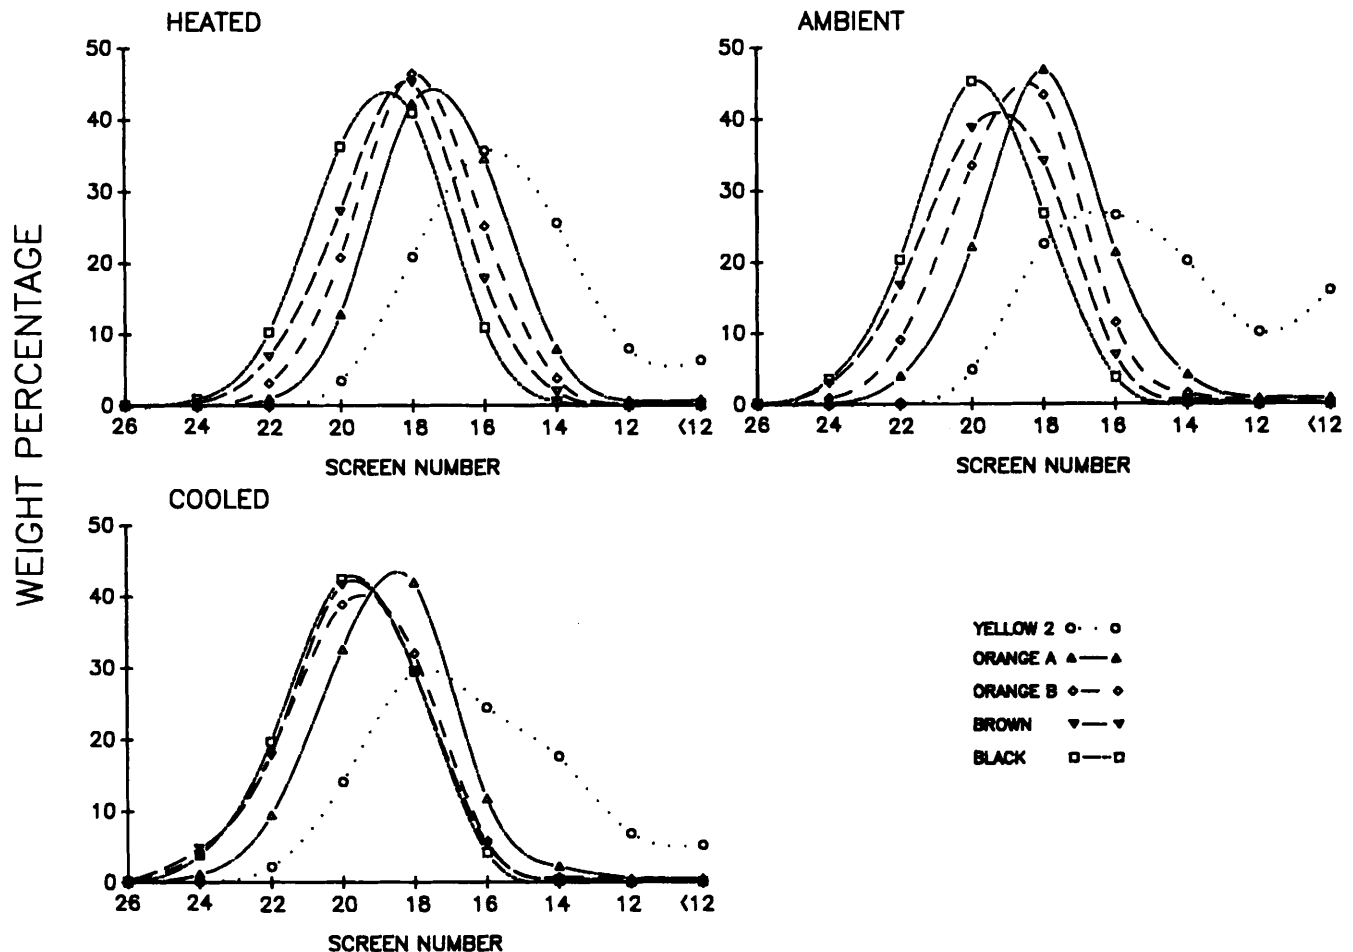 HEATED
50
40
30
20
10
0
26 24 22 20 18 16 14 12 <12
SCREEN NUMBER
AMBIENT
50
40
30
20
10
0
26 24 22 20 18 16 14 12 <12
SCREEN NUMBER
WEIGHT PERCENTAGE
COOLED
50
40
30
20
10
0
26 24 22 20 18 16 14 12 <12
SCREEN NUMBER
YELLOW 2
ORANGE A
ORANGE B
BROWN
BLACK